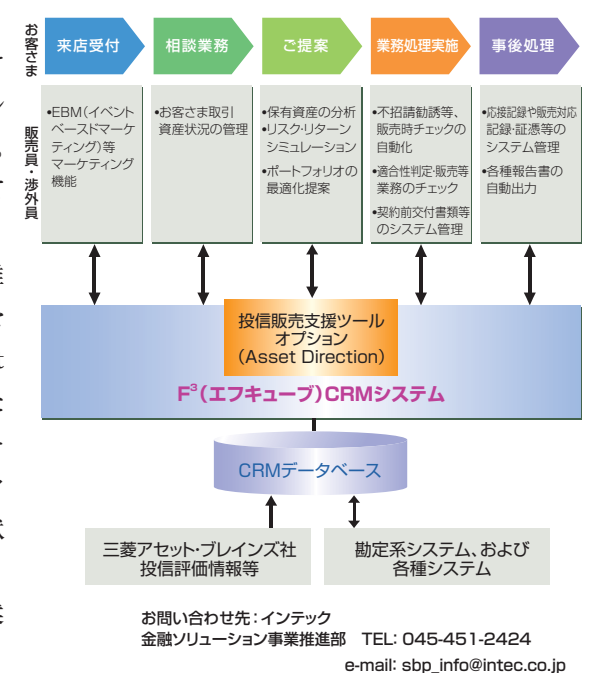 お客さま
来店受付
相談業務
ご提案
業務処理実施
事後処理
販売員・渉外員
•EBM(イベント
ベースドマーケ
ティング)等
マーケティング
機能
•お客さま取引
資産状況の管理
•保有資産の分析
•リスク・リターン
シミュレーション
•ポートフォリオの
最適化提案
•不招請勧誘等、
販売時チェックの
自動化
•適合性判定・販売等
業務のチェック
•契約前交付書類等
のシステム管理
•応接記録や販売対応
記録・証憑等の
システム管理
•各種報告書の
自動出力
投信販売支援ツール
オプション
(Asset Direction)
F³(エフキューブ)CRMシステム
CRMデータベース
三菱アセット・ブレインズ社
投信評価情報等
勘定系システム、および
各種システム
お問い合わせ先:インテック
金融ソリューション事業推進部 TEL: 045-451-2424
e-mail: sbp_info@intec.co.jp